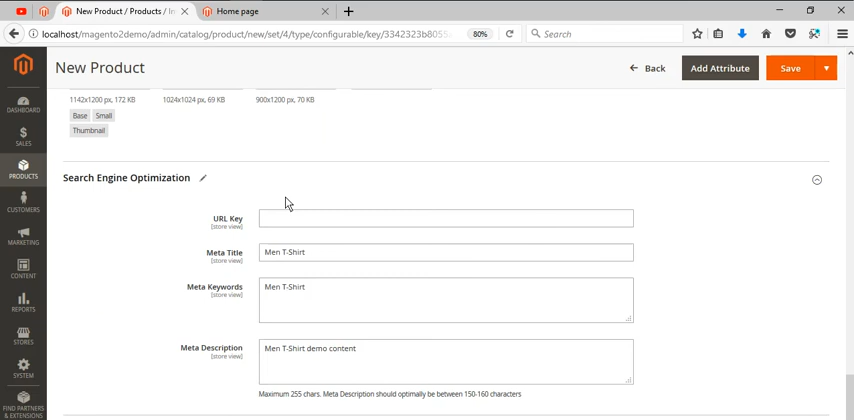 New Product / Products / In
Home page
localhost/magento2demo/admin/catalog/product/new/set/4/type/configurable/key/3342323b8055
80%
Search
New Product
Back
Add Attribute
Save
DASHBOARD
SALES
PRODUCTS
CUSTOMERS
MARKETING
CONTENT
REPORTS
STORES
SYSTEM
FIND PARTNERS
& EXTENSIONS
1142x1200 px, 172 KB
1024x1024 px, 69 KB
900x1200 px, 70 KB
Base
Small
Thumbnail
Search Engine Optimization
URL Key
[store view]
Meta Title
[store view]
Men T-Shirt
Meta Keywords
[store view]
Men T-Shirt
Meta Description
[store view]
Men T-Shirt demo content
Maximum 255 chars. Meta Description should optimally be between 150-160 characters